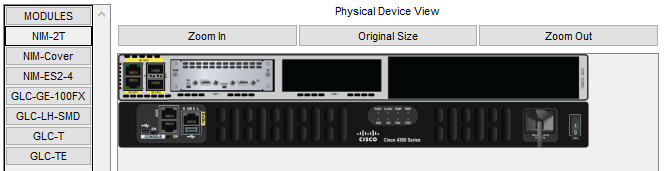 MODULES
NIM-2T
NIM-Cover
NIM-ES2-4
GLC-GE-100FX
GLC-LH-SMD
GLC-T
GLC-TE
Physical Device View
Zoom In
Original Size
Zoom Out
CONSOLE
CISCO
Cisco 4300 Series